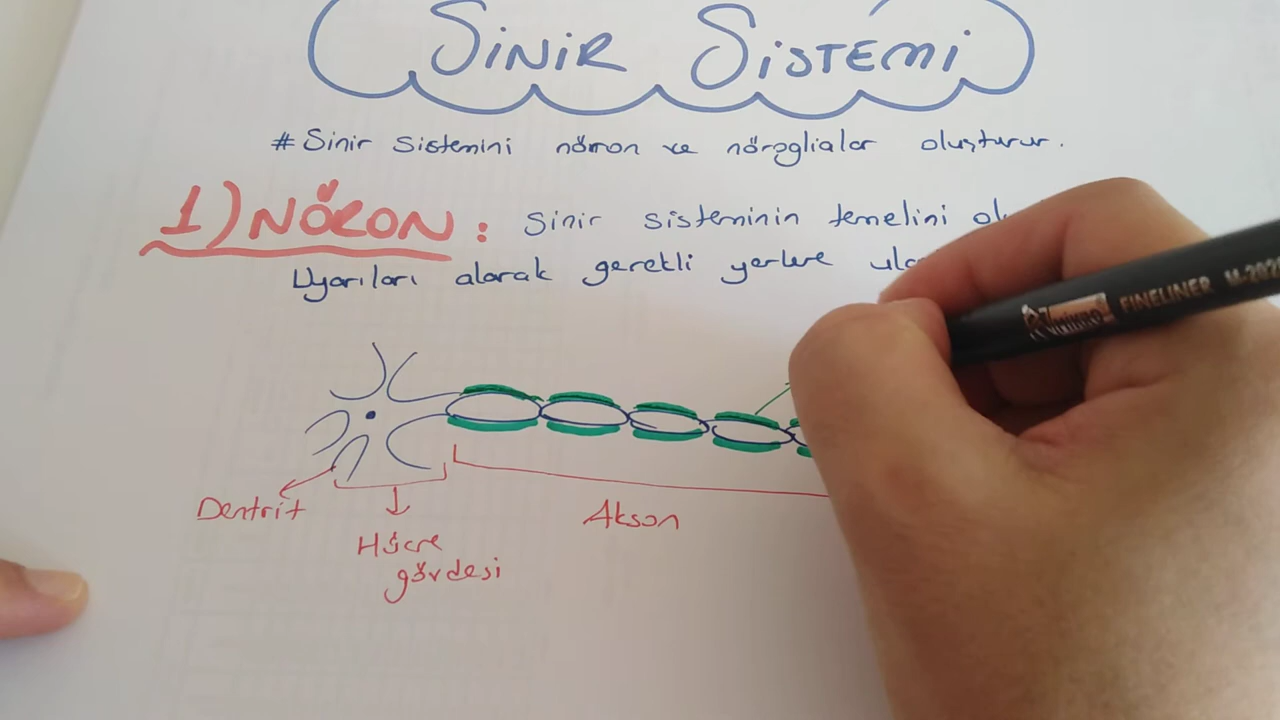 SiNiR SiSTEMi
# Sinir sistemini nöron ve nöroglialar oluşturur.
1) NÖRON : Sinir sisteminin temelini
Uyarıları alarak gerekli yerlere
FINELINER
Dentrit
Akson
Hücre
gövdesi